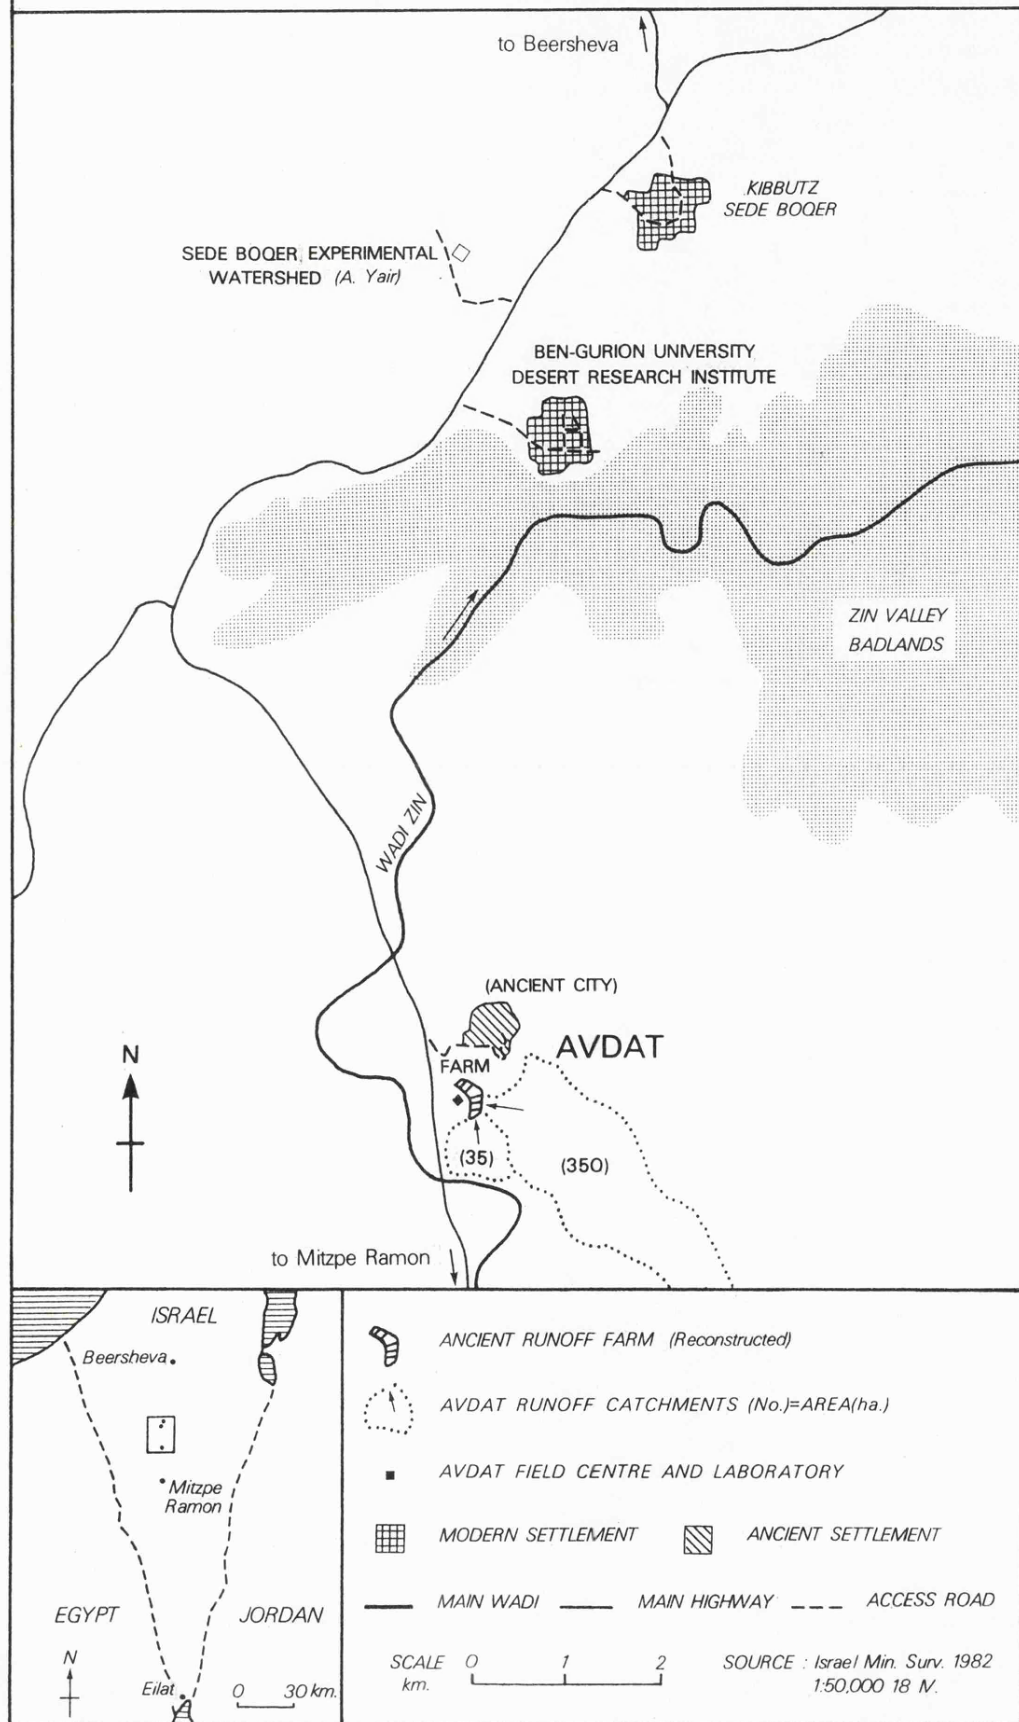 to Beersheva
KIBBUTZ
SEDE BOQER
SEDE BOQER EXPERIMENTAL
WATERSHED (A. Yair)
BEN-GURION UNIVERSITY
DESERT RESEARCH INSTITUTE
ZIN VALLEY
BADLANDS
WADI ZIN
(ANCIENT CITY)
AVDAT
FARM
N
(35)
(350)
to Mitzpe Ramon
ISRAEL
Beersheva
Mitzpe
Ramon
EGYPT
JORDAN
N
Eilat
0 30 km.
ANCIENT RUNOFF FARM (Reconstructed)
AVDAT RUNOFF CATCHMENTS (No.)=AREA(ha.)
AVDAT FIELD CENTRE AND LABORATORY
MODERN SETTLEMENT
ANCIENT SETTLEMENT
MAIN WADI
MAIN HIGHWAY
ACCESS ROAD
SCALE 0 1 2
km.
SOURCE : Israel Min. Surv. 1982
1:50,000 18 IV.